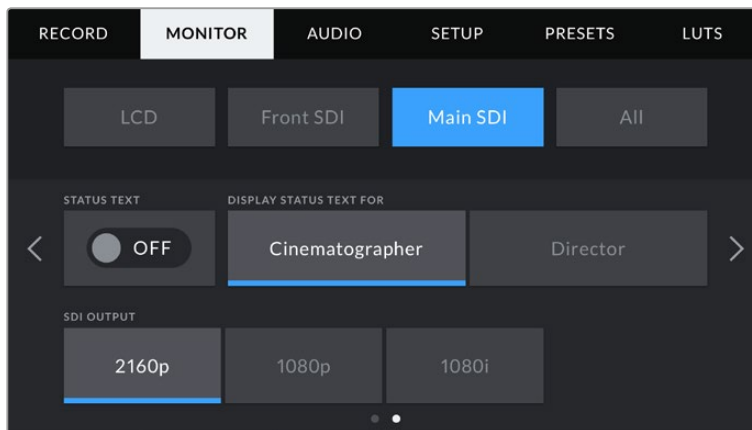 RECORD MONITOR AUDIO SETUP PRESETS LUTS
LCD Front SDI Main SDI All
STATUS TEXT DISPLAY STATUS TEXT FOR
OFF Cinematographer Director
SDI OUTPUT
2160p 1080p 1080i